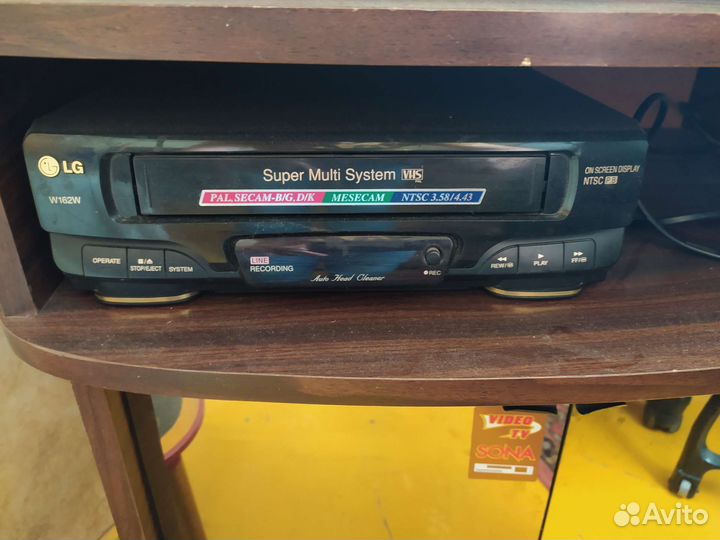 LG
W162W
Super Multi System VHS
PAL
PAL, SECAM-B/G, D/K MESECAM NTSC 3.58/4.43
ON SCREEN DISPLAY
NTSC P.B
OPERATE
STOP/EJECT
SYSTEM
LINE
RECORDING
REC
Auto Head Cleaner
REW/
PLAY
FF/
VIDEO
TV
SONA
Avito